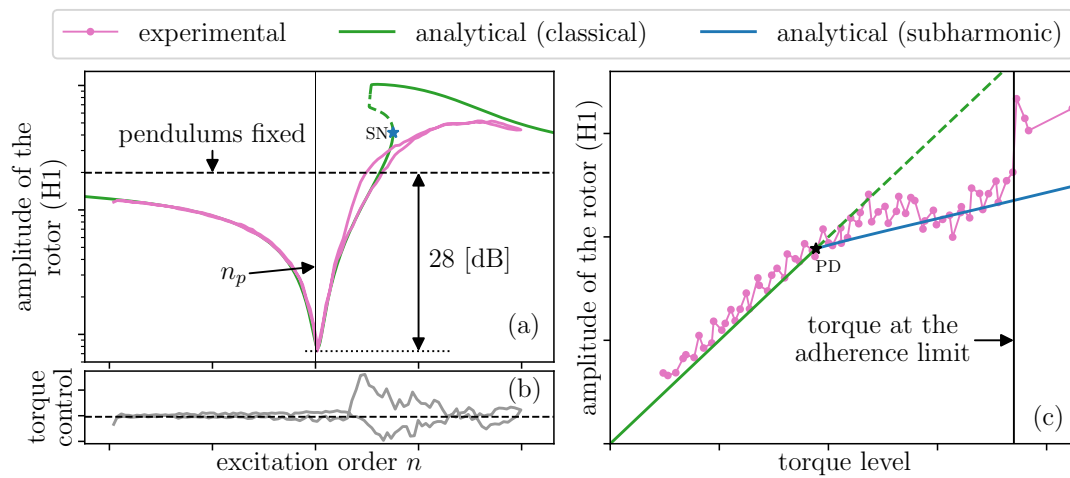 experimental
analytical (classical)
analytical (subharmonic)
amplitude of the
rotor (H1)
pendulums fixed
SN
n_p
28 [dB]
(a)
torque
control
(b)
excitation order n
amplitude of the rotor (H1)
PD
torque at the
adherence limit
(c)
torque level